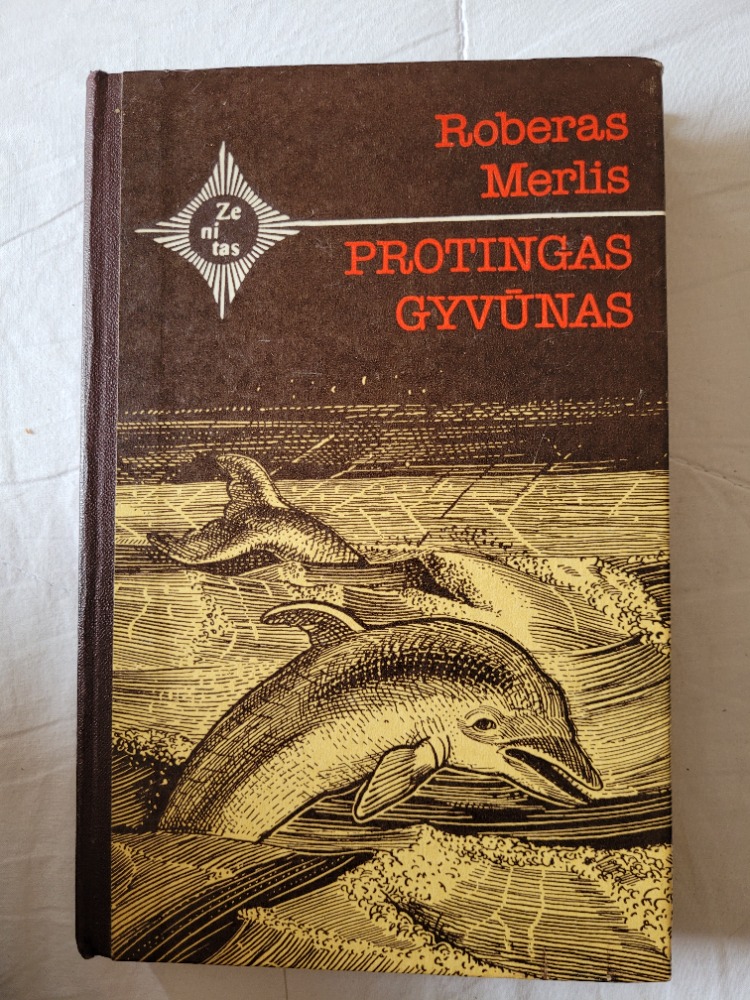 Roberas
Merlis
Ze
ni
tas
PROTINGAS
GYVŪNAS